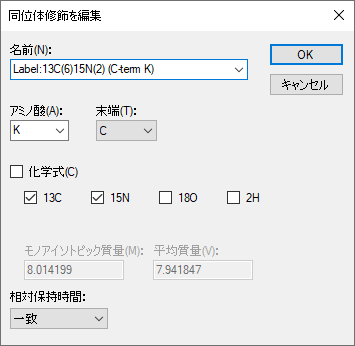 同位体修飾を編集
名前(N):
Label:13C(6)15N(2) (C-term K)
OK
キャンセル
アミノ酸(A):
末端(T):
K
C
化学式(C)
13C
15N
18O
2H
モノアイソトピック質量(M):
平均質量(V):
8.014199
7.941847
相対保持時間:
一致